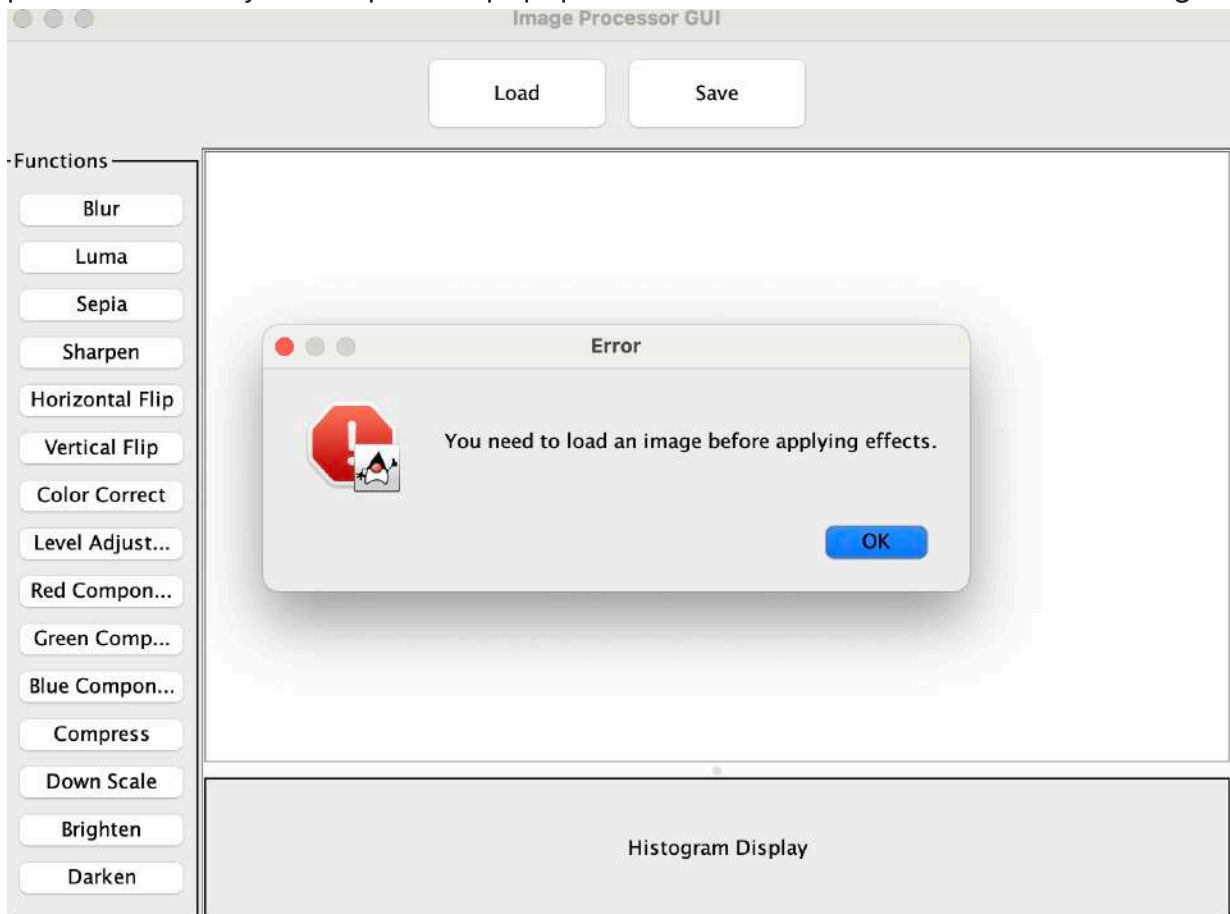 Image Processor GUI
Load
Save
Functions
Blur
Luma
Sepia
Sharpen
Horizontal Flip
Vertical Flip
Color Correct
Level Adjust...
Red Compon...
Green Comp...
Blue Compon...
Compress
Down Scale
Brighten
Darken
Error
You need to load an image before applying effects.
OK
Histogram Display